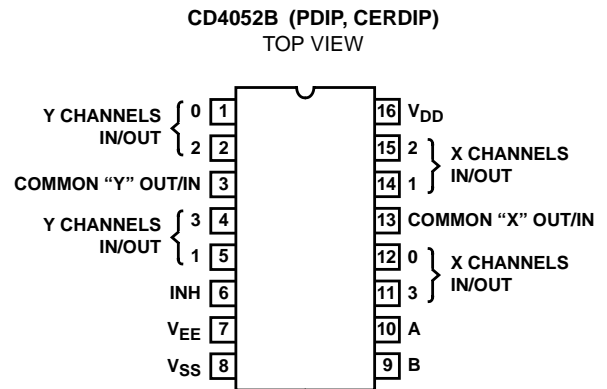 CD4052B (PDIP, CERDIP)
TOP VIEW
Y CHANNELS
IN/OUT
0 1
2 2
COMMON “Y” OUT/IN 3
Y CHANNELS
IN/OUT
3 4
1 5
INH 6
VEE 7
VSS 8
16 VDD
15 2
14 1
X CHANNELS
IN/OUT
13 COMMON “X” OUT/IN
12 0
11 3
X CHANNELS
IN/OUT
10 A
9 B